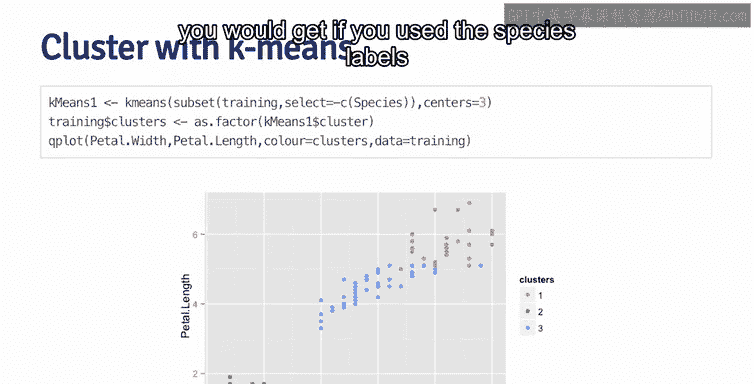 you would get if you used the species
labels
Cluster with k-means
kMeans1 <- kmeans(subset(training,select=-c(Species)),centers=3)
training$clusters <- as.factor(kMeans1$cluster)
qplot(Petal.Width,Petal.Length,colour=clusters,data=training)
6
4
2
Petal.Length
clusters
1
2
3